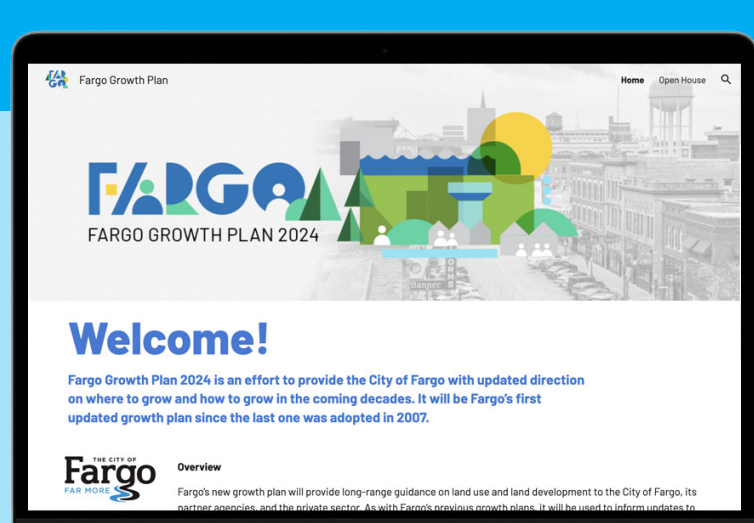 FAR
GO
Fargo Growth Plan
Home
Open House
FARGO
FARGO GROWTH PLAN 2024
Banner
Welcome!
Fargo Growth Plan 2024 is an effort to provide the City of Fargo with updated direction
on where to grow and how to grow in the coming decades. It will be Fargo's first
updated growth plan since the last one was adopted in 2007.
THE CITY OF
Fargo
FAR MORE
Overview
Fargo's new growth plan will provide long-range guidance on land use and land development to the City of Fargo, its
partner agencies, and the private sector. As with Fargo's previous growth plans, it will be used to inform updates to